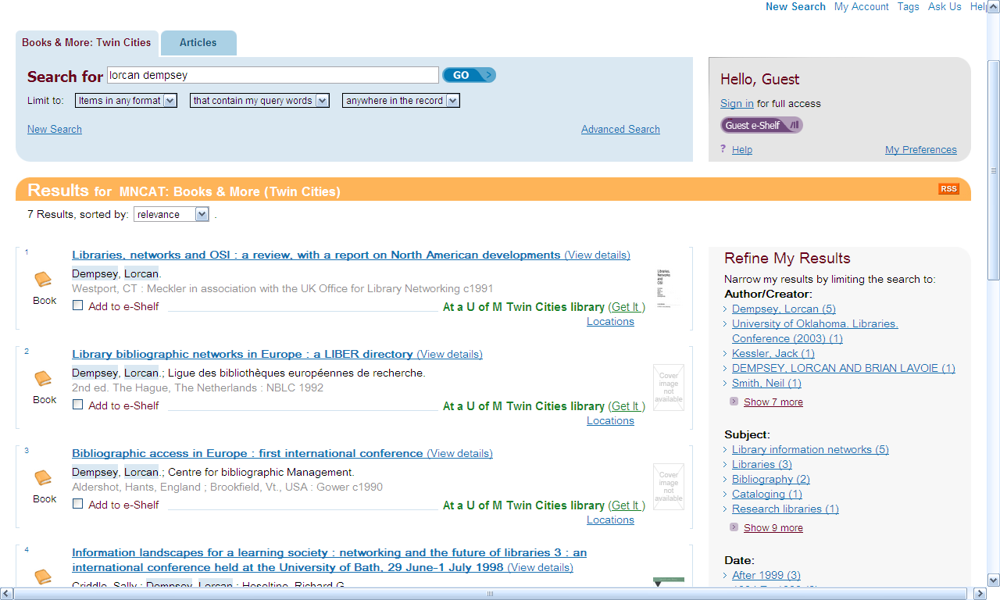 New Search My Account Tags Ask Us Help
Books & More: Twin Cities Articles
Search for lorcan dempsey GO
Limit to: Items in any format that contain my query words anywhere in the record
New Search Advanced Search
Hello, Guest
Sign in for full access
Guest e-Shelf
? Help My Preferences
Results for MNCAT: Books & More (Twin Cities) RSS
7 Results, sorted by: relevance .
1
Libraries, networks and OSI : a review, with a report on North American developments (View details)
Dempsey, Lorcan.
Westport, CT : Meckler in association with the UK Office for Library Networking c1991
Book
Add to e-Shelf At a U of M Twin Cities library (Get It )
Locations
Libraries,
Networks
and
OSI
2
Library bibliographic networks in Europe : a LIBER directory (View details)
Dempsey, Lorcan.; Ligue des bibliothèques européennes de recherche.
2nd ed. The Hague, The Netherlands : NBLC 1992
Book
Add to e-Shelf At a U of M Twin Cities library (Get It )
Locations
Cover
image
not
available
3
Bibliographic access in Europe : first international conference (View details)
Dempsey, Lorcan.; Centre for bibliographic Management.
Aldershot, Hants, England ; Brookfield, Vt., USA : Gower c1990
Book
Add to e-Shelf At a U of M Twin Cities library (Get It )
Locations
Cover
image
not
available
4
Information landscapes for a learning society : networking and the future of libraries 3 : an
international conference held at the University of Bath, 29 June-1 July 1998 (View details)
Criddle, Sally.; Dempsey, Lorcan.; Heseltine, Richard G.
Refine My Results
Narrow my results by limiting the search to:
Author/Creator:
Dempsey, Lorcan (5)
University of Oklahoma. Libraries.
Conference (2003) (1)
Kessler, Jack (1)
DEMPSEY, LORCAN AND BRIAN LAVOIE (1)
Smith, Neil (1)
Show 7 more
Subject:
Library information networks (5)
Libraries (3)
Bibliography (2)
Cataloging (1)
Research libraries (1)
Show 9 more
Date:
After 1999 (3)